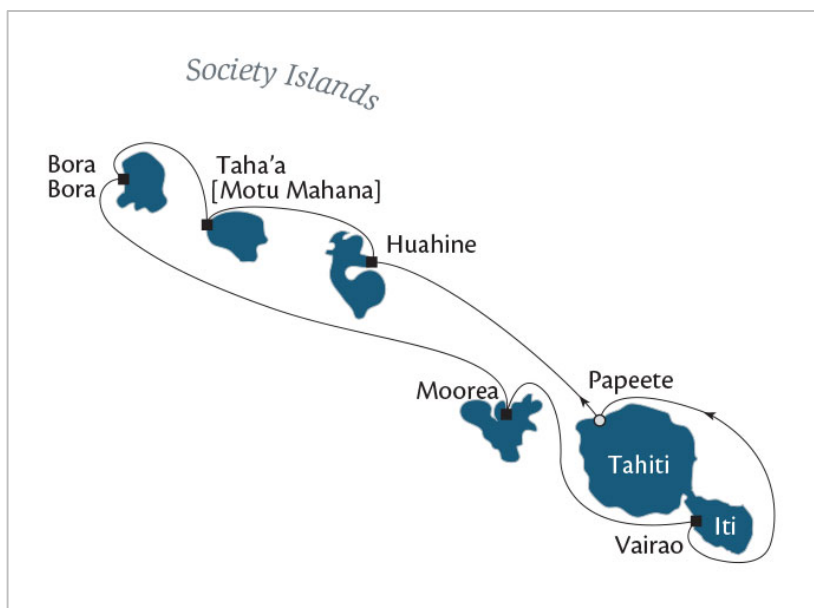 Society Islands
Bora
Bora
Taha’a
[Motu Mahana]
Huahine
Papeete
Moorea
Tahiti
Iti
Vairao